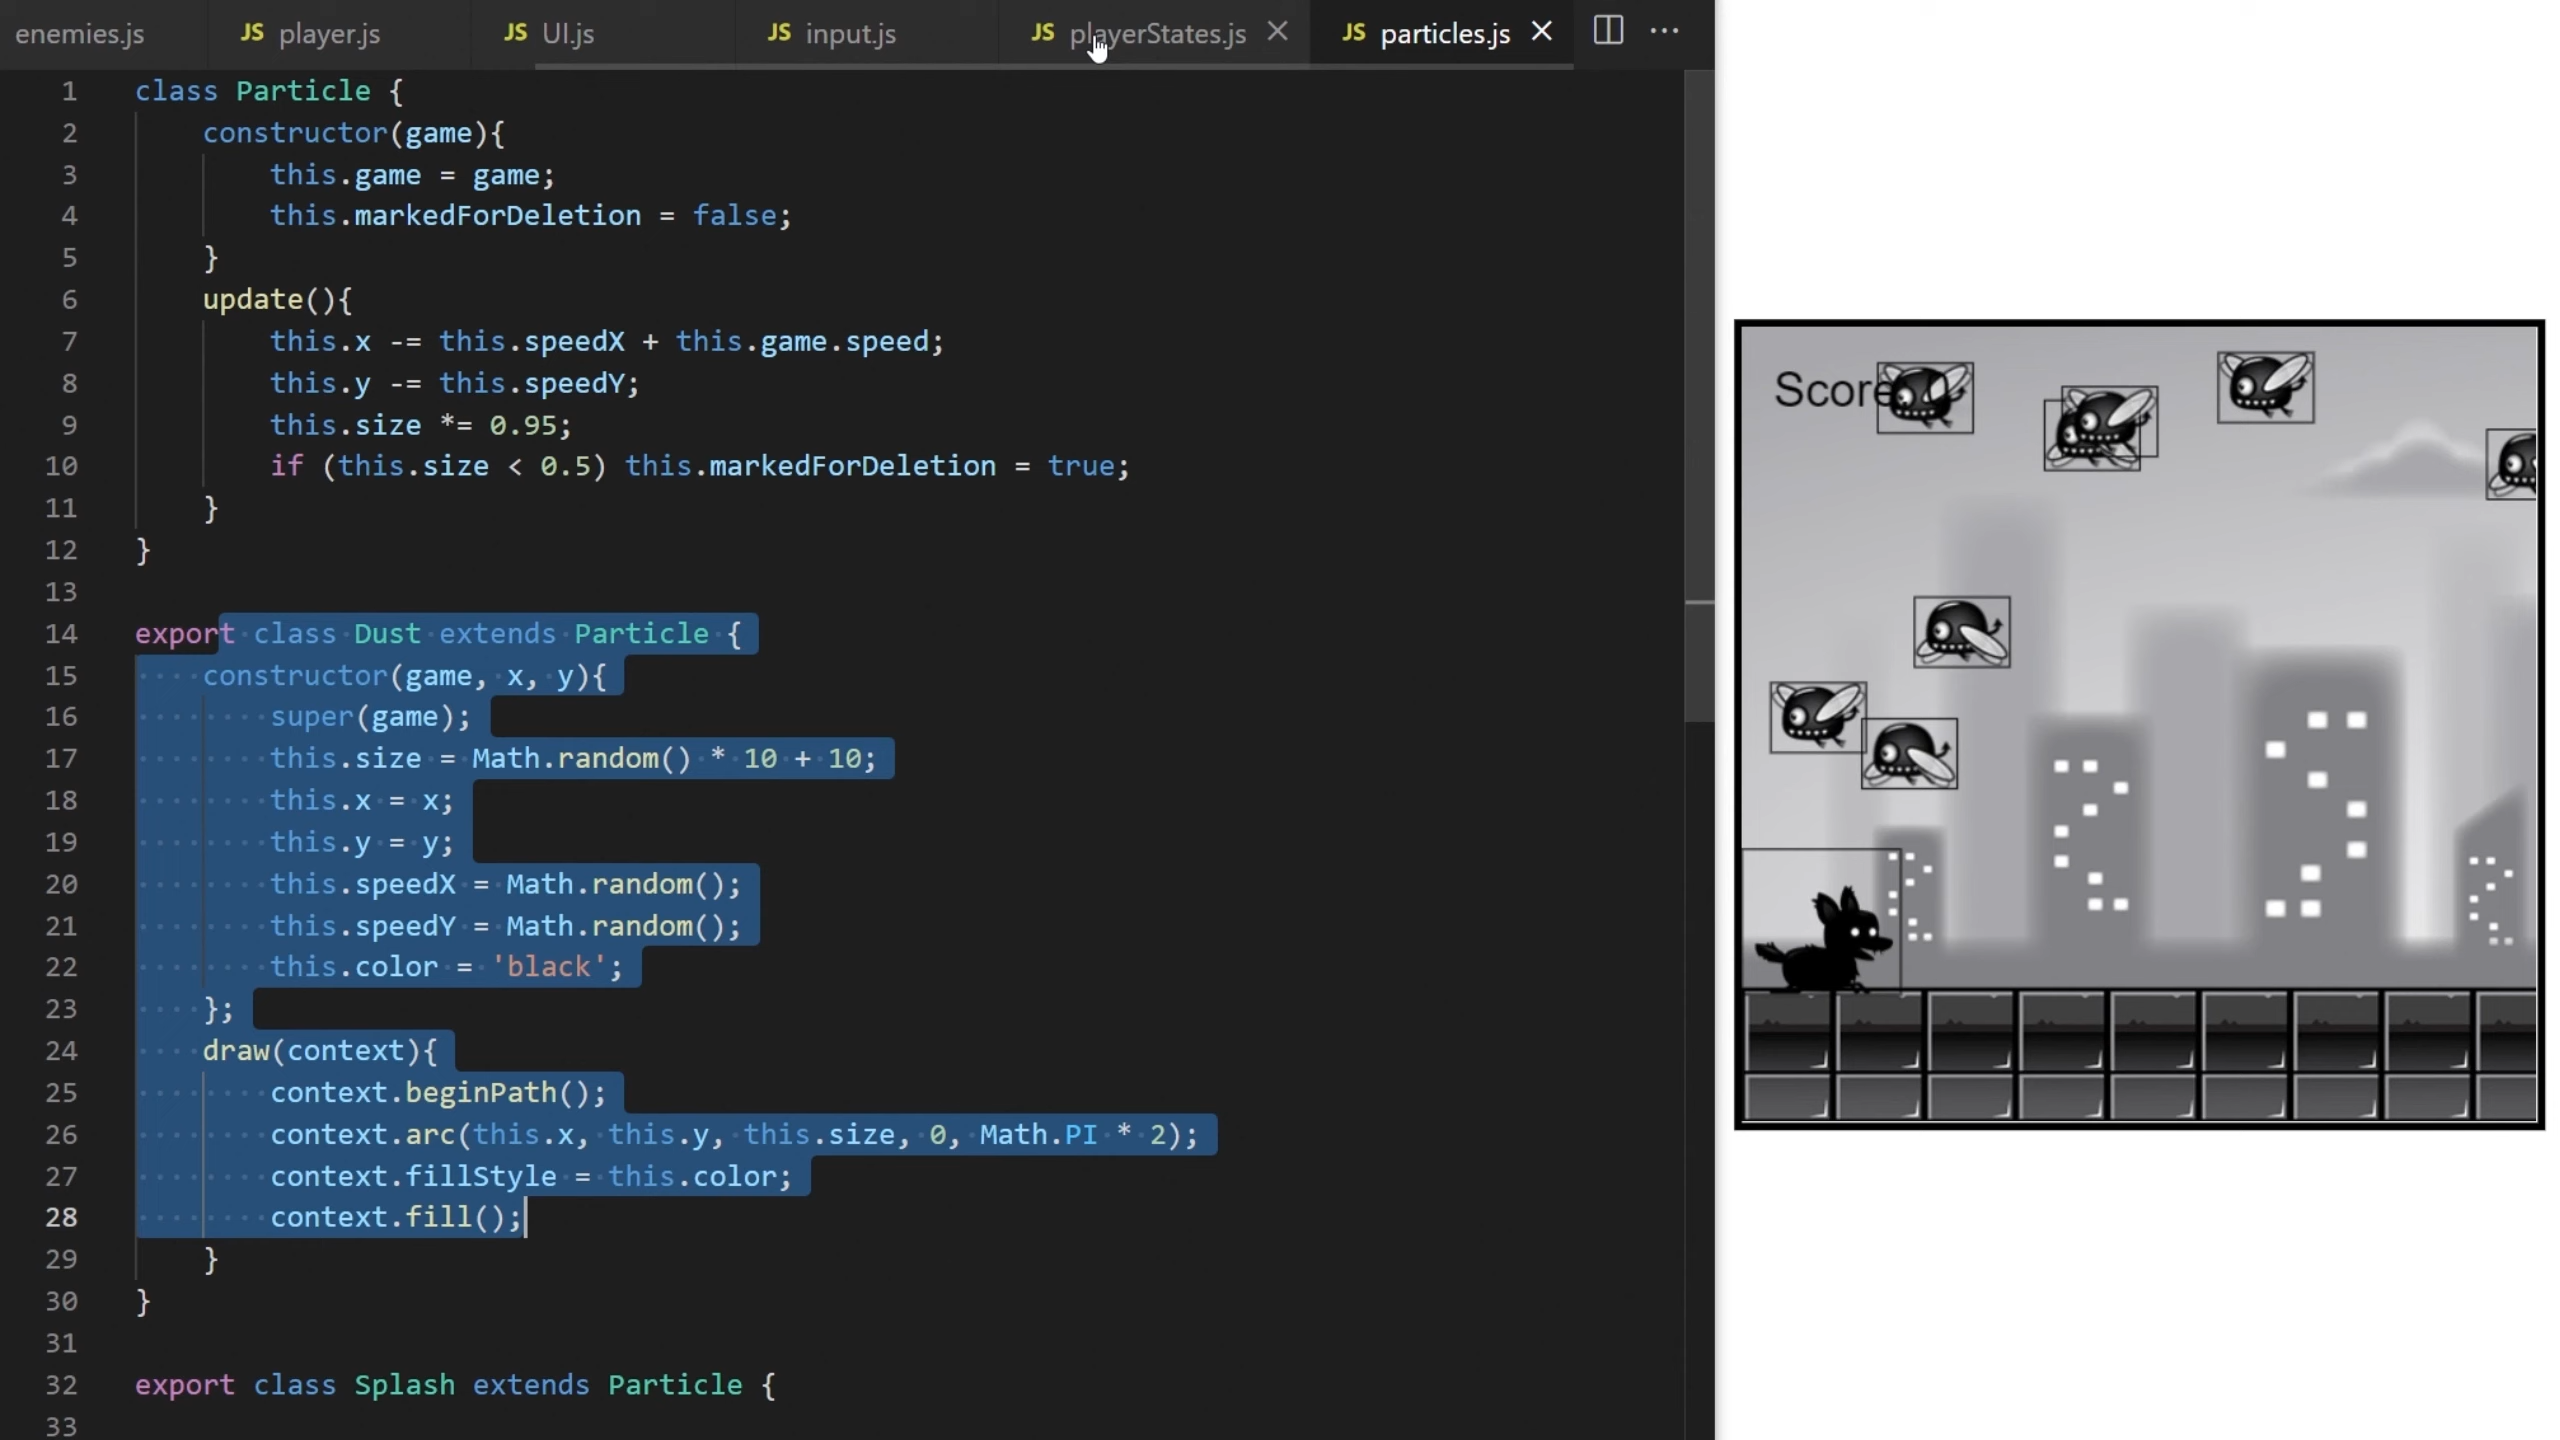 enemies.js JS player.js JS UI.js JS input.js JS playerStates.js JS particles.js
1 class Particle {
2 constructor(game){
3 this.game = game;
4 this.markedForDeletion = false;
5 }
6 update(){
7 this.x -= this.speedX + this.game.speed;
8 this.y -= this.speedY;
9 this.size *= 0.95;
10 if (this.size < 0.5) this.markedForDeletion = true;
11 }
12 }
13
14 export class Dust extends Particle {
15 constructor(game, x, y){
16 super(game);
17 this.size = Math.random() * 10 + 10;
18 this.x = x;
19 this.y = y;
20 this.speedX = Math.random();
21 this.speedY = Math.random();
22 this.color = 'black';
23 };
24 draw(context){
25 context.beginPath();
26 context.arc(this.x, this.y, this.size, 0, Math.PI * 2);
27 context.fillStyle = this.color;
28 context.fill();
29 }
30 }
31
32 export class Splash extends Particle {
33
Score